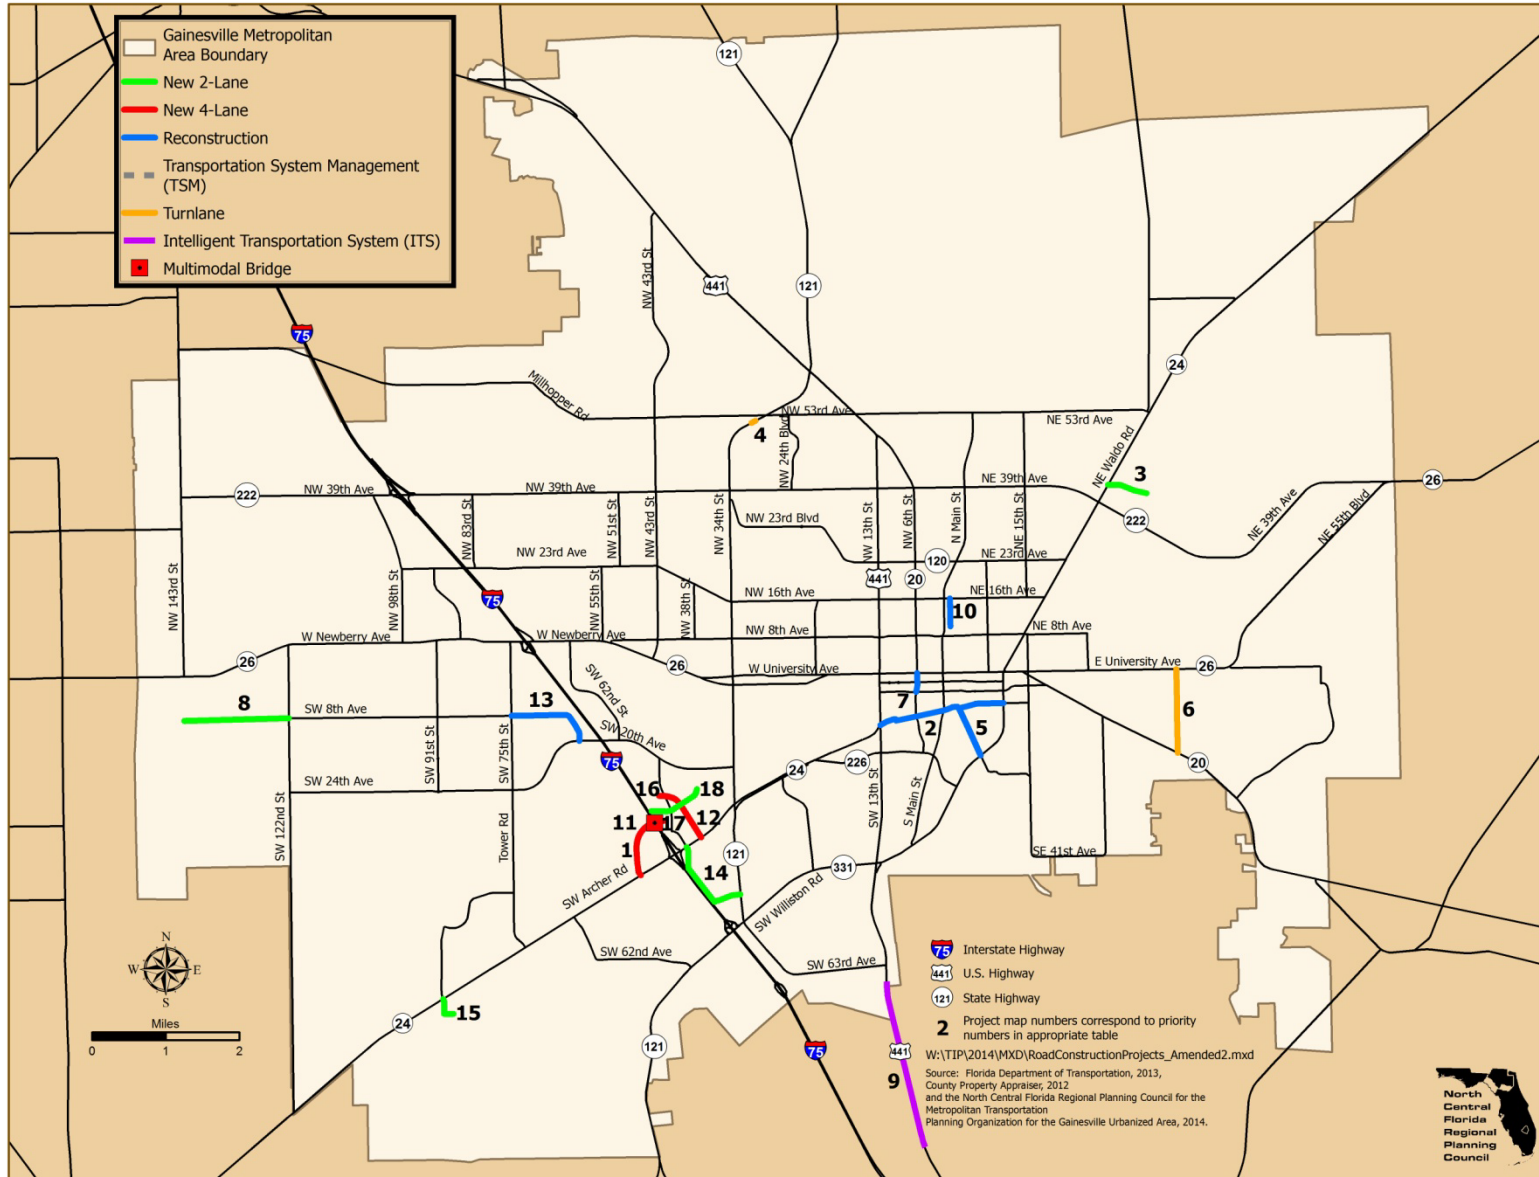 Gainesville Metropolitan
Area Boundary
New 2-Lane
New 4-Lane
Reconstruction
Transportation System Management
(TSM)
Turnlane
Intelligent Transportation System (ITS)
Multimodal Bridge
121
441
121
75
24
NW 43rd St
Millhopper Rd
NW 53rd Ave
NE 53rd Ave
4
NW 24th Blvd
NE Waldo Rd
3
26
222
NW 39th Ave
NW 39th Ave
NE 39th Ave
222
NE 39th Ave
NE 55th Blvd
NW 83rd St
NW 51st St
NW 43rd St
NW 34th St
NW 23rd Blvd
NW 13th St
NW 6th St
N Main St
NE 15th St
NW 23rd Ave
120
NE 23rd Ave
NW 143rd St
NW 98th St
75
NW 55th St
NW 38th St
441
20
NW 16th Ave
NE 16th Ave
10
W Newberry Ave
W Newberry Ave
NW 8th Ave
NE 8th Ave
26
26
W University Ave
E University Ave
26
SW 62nd St
8
SW 8th Ave
13
7
2
5
6
SW 91st St
SW 75th St
SW 20th Ave
75
24
226
20
SW 24th Ave
16
18
SW 13th St
S Main St
SW 122nd St
Tower Rd
11
17
12
1
121
331
SE 41st Ave
SW Archer Rd
14
SW Williston Rd
SW 62nd Ave
SW 63rd Ave
15
24
121
75
441
9
N
W
E
S
Miles
0
1
2
75
Interstate Highway
441
U.S. Highway
121
State Highway
2
Project map numbers correspond to priority
numbers in appropriate table
W:\TIP\2014\MXD\RoadConstructionProjects_Amended2.mxd
Source: Florida Department of Transportation, 2013,
County Property Appraiser, 2012
and the North Central Florida Regional Planning Council for the
Metropolitan Transportation
Planning Organization for the Gainesville Urbanized Area, 2014.
North
Central
Florida
Regional
Planning
Council